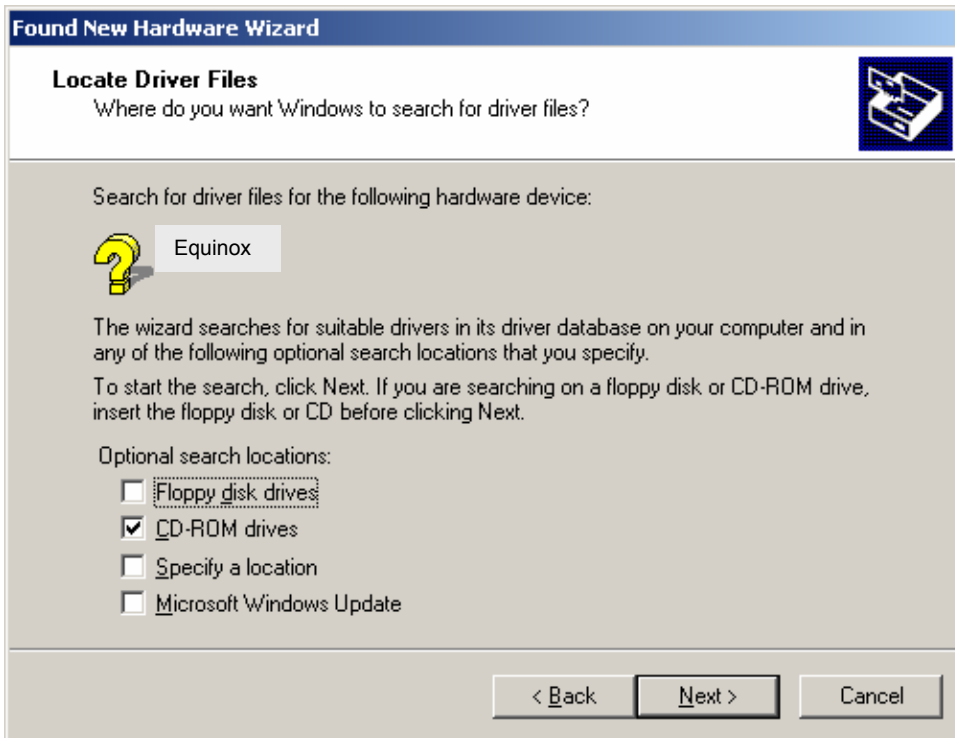 Found New Hardware Wizard
Locate Driver Files
Where do you want Windows to search for driver files?
Search for driver files for the following hardware device:
Equinox
The wizard searches for suitable drivers in its driver database on your computer and in
any of the following optional search locations that you specify.
To start the search, click Next. If you are searching on a floppy disk or CD-ROM drive,
insert the floppy disk or CD before clicking Next.
Optional search locations:
Floppy disk drives
CD-ROM drives
Specify a location
Microsoft Windows Update
< Back Next > Cancel